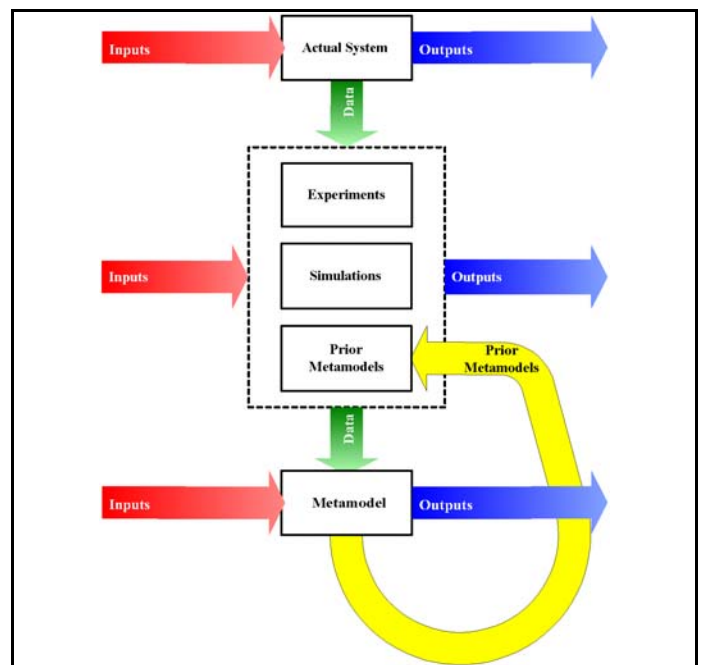 Inputs
Actual System
Outputs
Data
Experiments
Inputs
Simulations
Outputs
Prior
Metamodels
Prior
Metamodels
Data
Inputs
Metamodel
Outputs